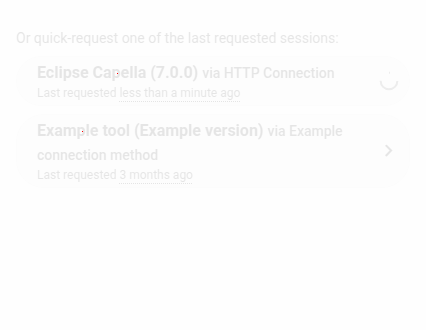 Or quick-request one of the last requested sessions:
Eclipse Capella (7.0.0) via HTTP Connection
Last requested less than a minute ago
Example tool (Example version) via Example
connection method
Last requested 3 months ago